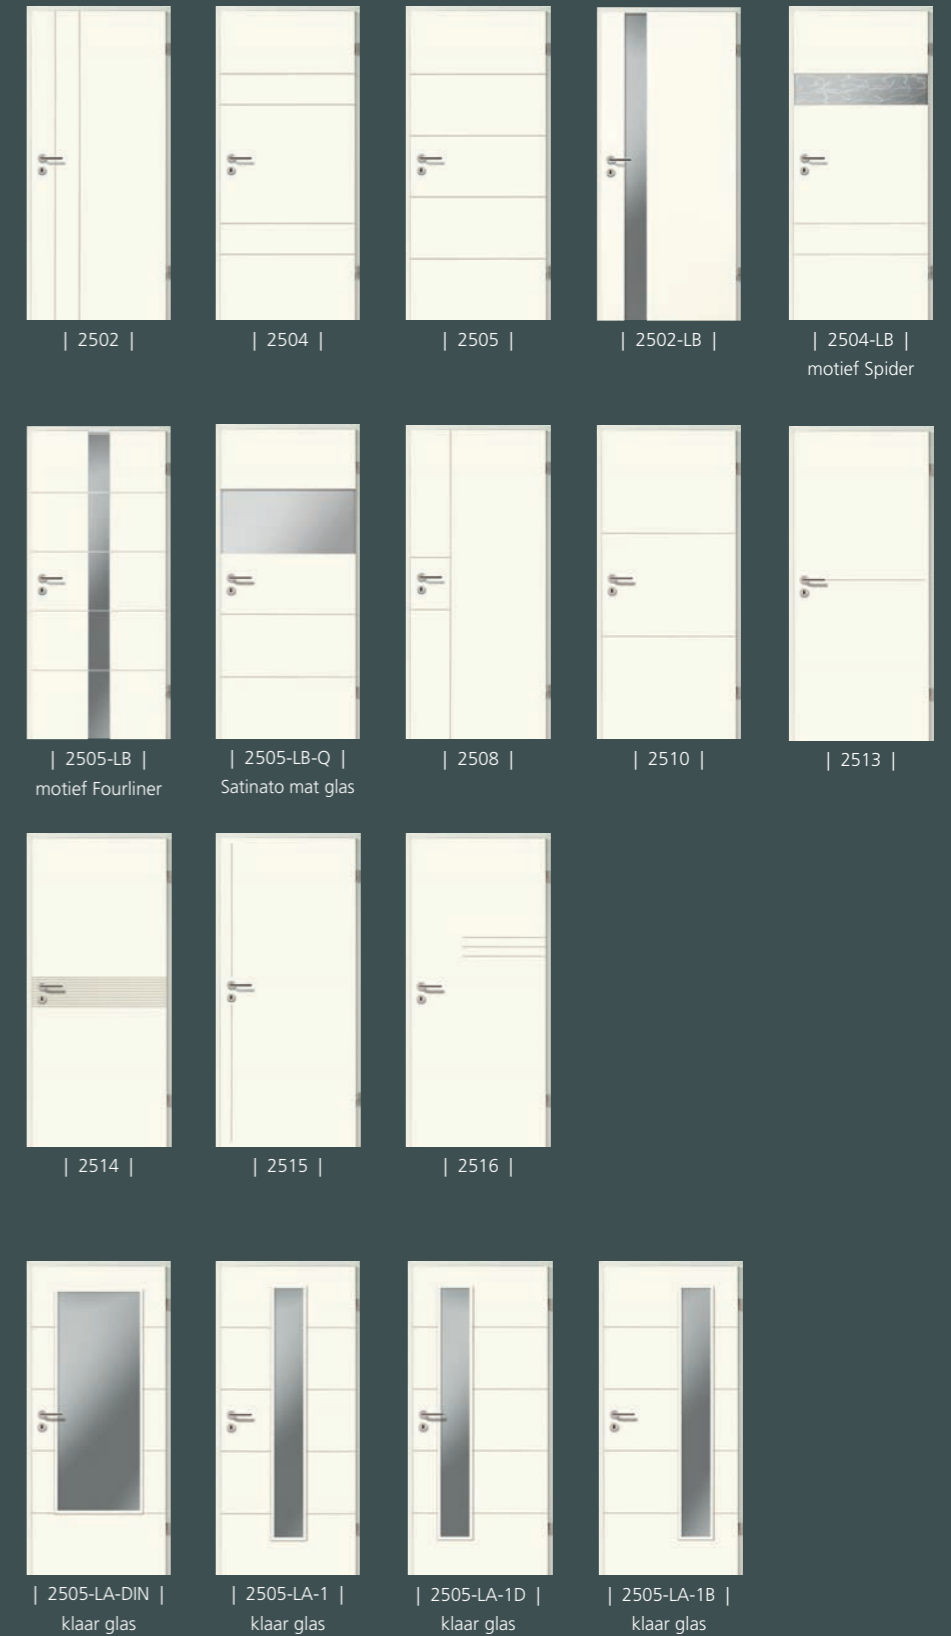 | 2502 |
| 2504 |
| 2505 |
| 2502-LB |
| 2504-LB |
motief Spider
| 2505-LB |
motief Fourliner
| 2505-LB-Q |
Satinato mat glas
| 2508 |
| 2510 |
| 2513 |
| 2514 |
| 2515 |
| 2516 |
| 2505-LA-DIN |
klaar glas
| 2505-LA-1 |
klaar glas
| 2505-LA-1D |
klaar glas
| 2505-LA-1B |
klaar glas